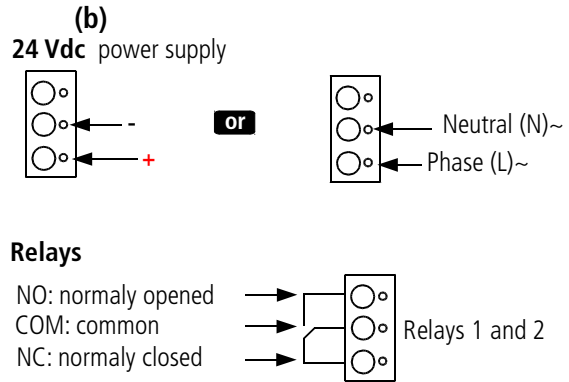 (b)
24 Vdc power supply
-
+
or
Neutral (N)~
Phase (L)~
Relays
NO: normaly opened
COM: common
NC: normaly closed
Relays 1 and 2